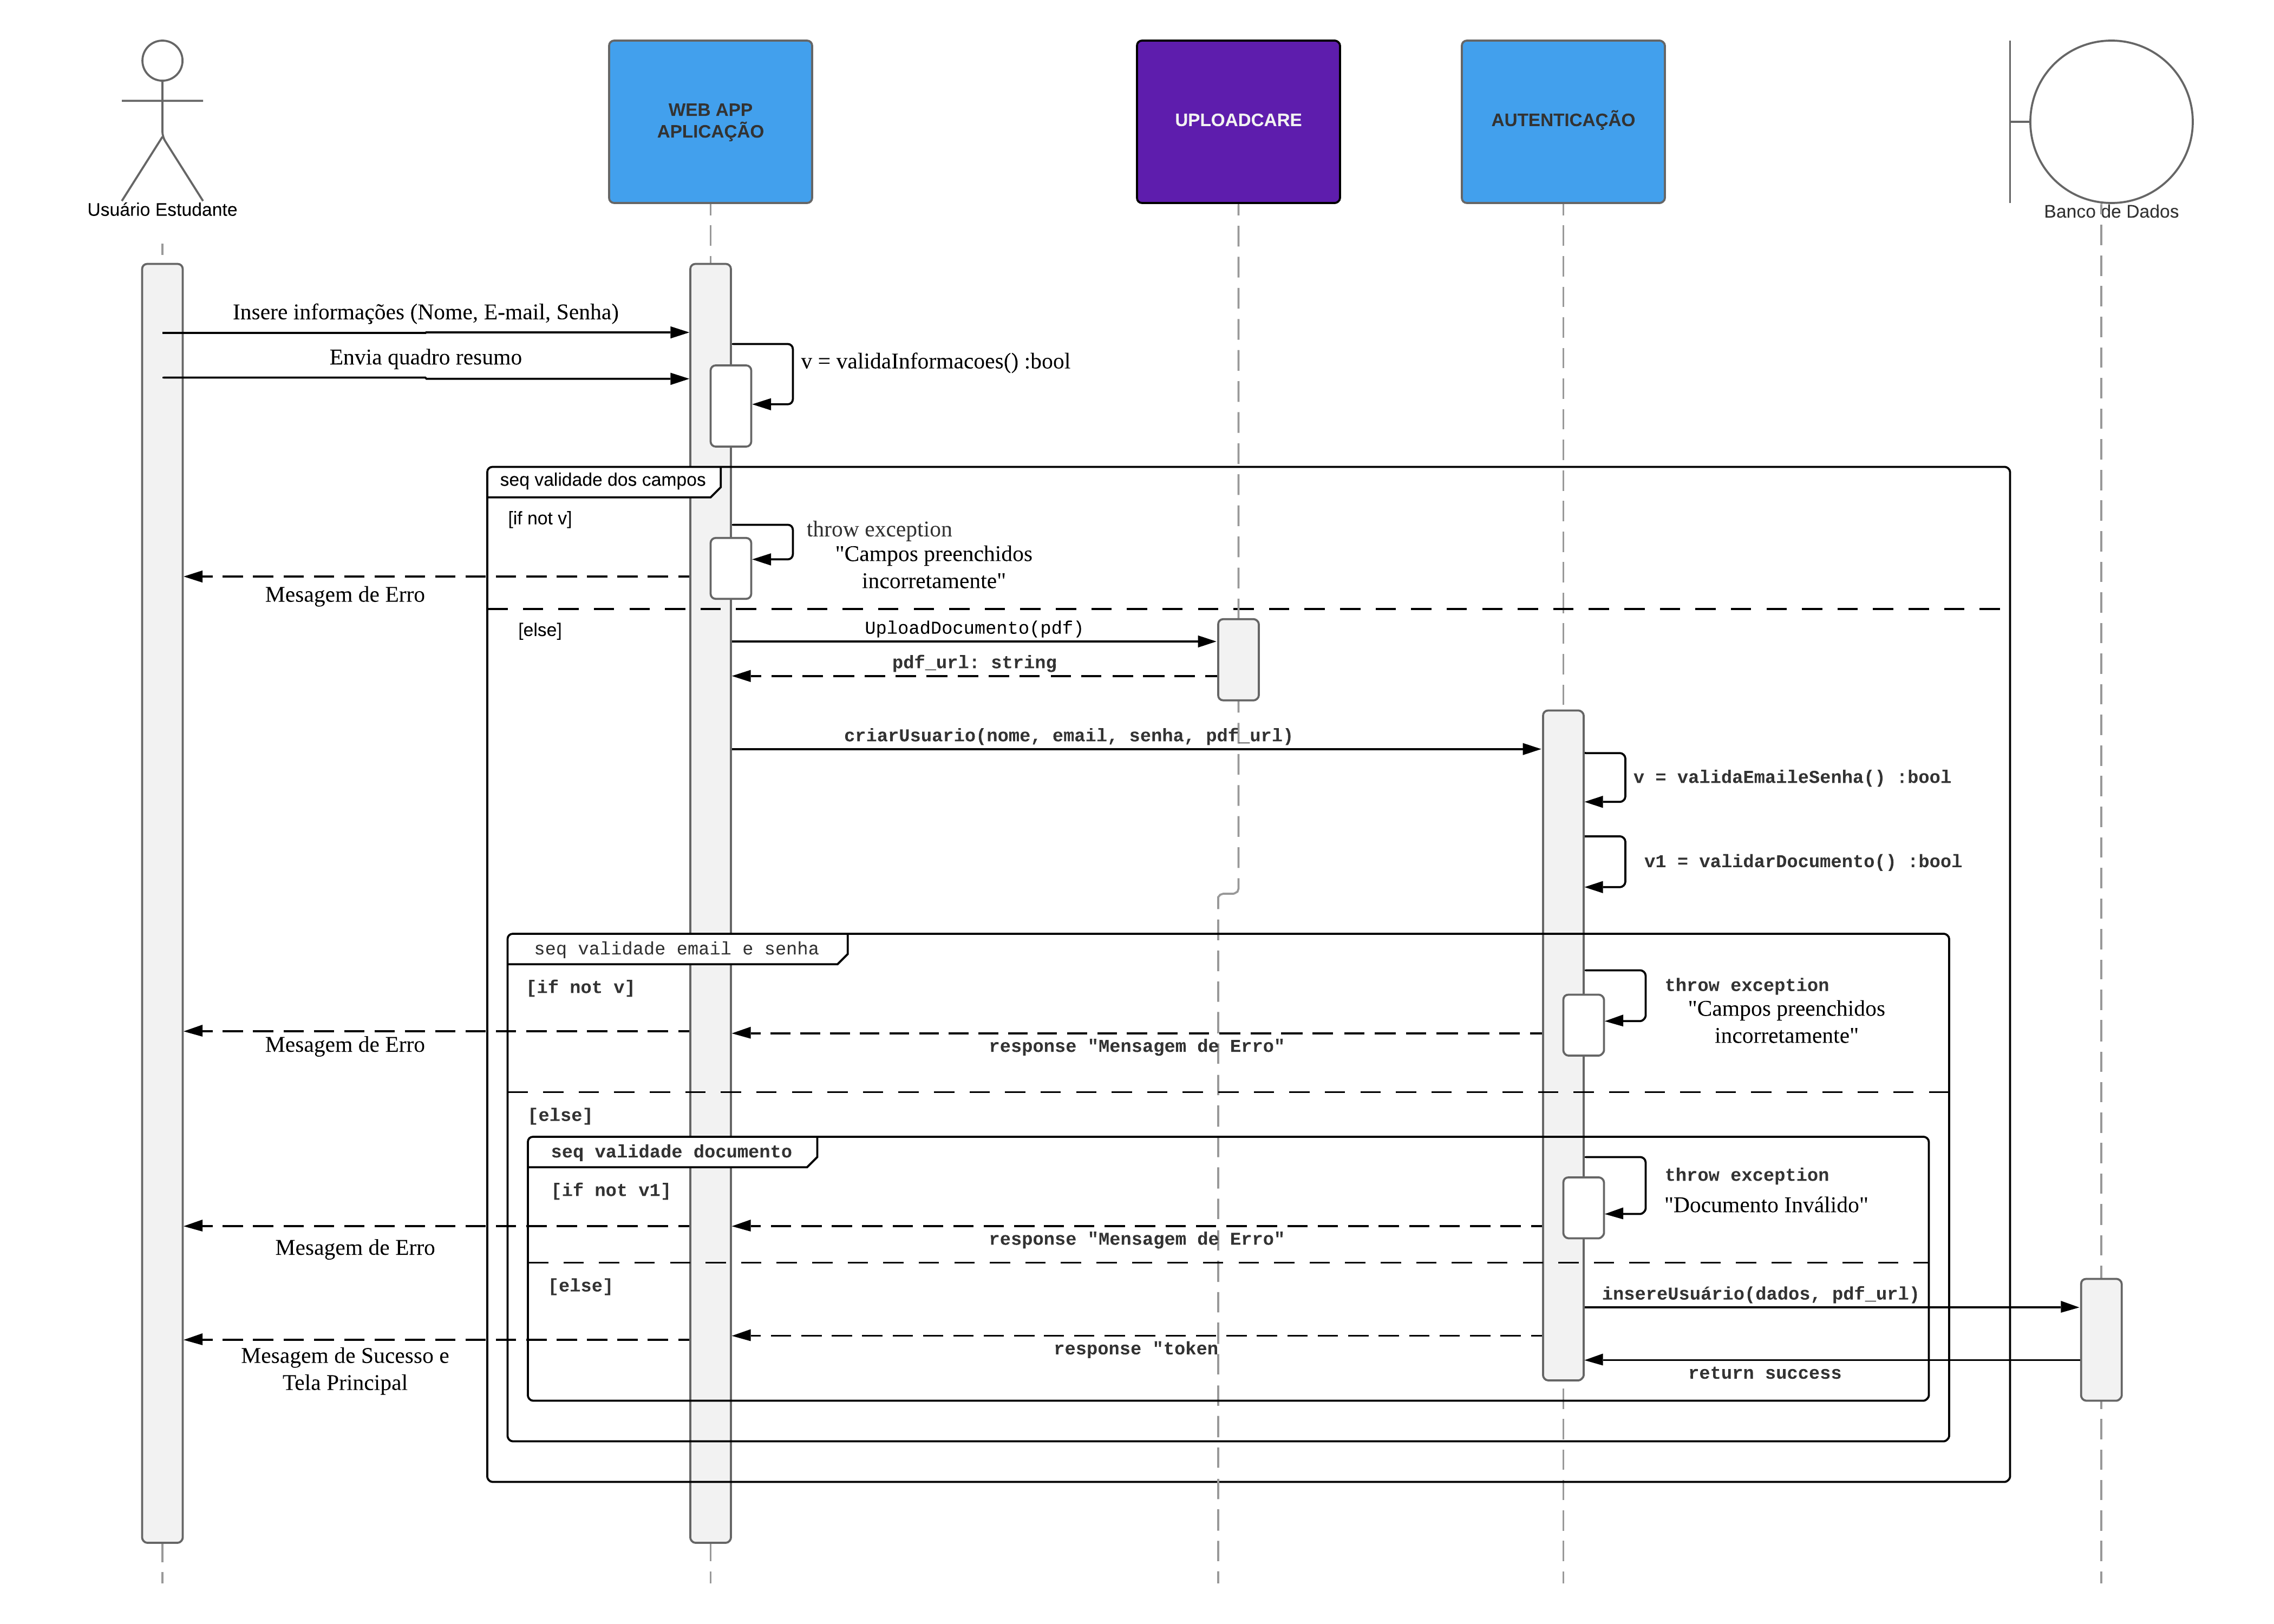 Usuário Estudante
WEB APP
APLICAÇÃO
UPLOADCARE
AUTENTICAÇÃO
Banco de Dados
Insere informações (Nome, E-mail, Senha)
Envia quadro resumo
v = validaInformacoes() :bool
seq validade dos campos
[if not v]
throw exception
"Campos preenchidos
incorretamente"
Mesagem de Erro
[else]
UploadDocumento(pdf)
pdf_url: string
criarUsuario(nome, email, senha, pdf_url)
v = validaEmaileSenha() :bool
v1 = validarDocumento() :bool
seq validade email e senha
[if not v]
throw exception
"Campos preenchidos
incorretamente"
Mesagem de Erro
response "Mensagem de Erro"
[else]
seq validade documento
[if not v1]
throw exception
"Documento Inválido"
Mesagem de Erro
response "Mensagem de Erro"
[else]
insereUsuário(dados, pdf_url)
response "token
Mesagem de Sucesso e
Tela Principal
return success